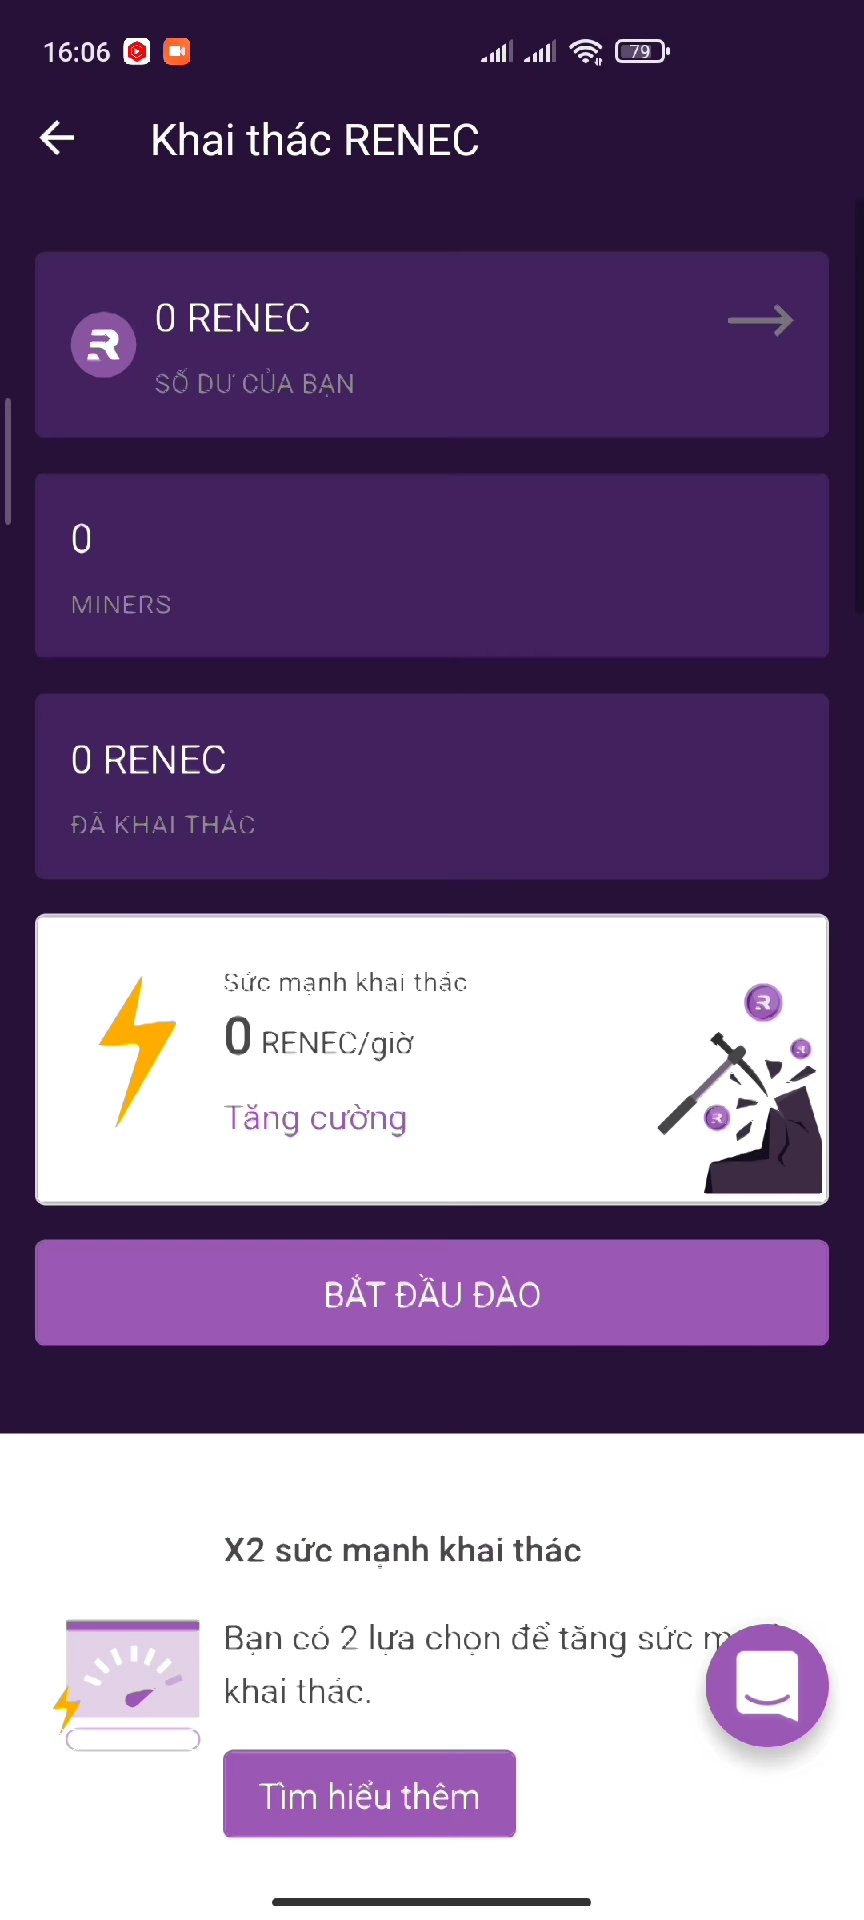 16:06
79
Khai thác RENEC
0 RENEC
SỐ DƯ CỦA BẠN
0
MINERS
0 RENEC
ĐÃ KHAI THÁC
Sức mạnh khai thác
0 RENEC/giờ
Tăng cường
BẮT ĐẦU ĐÀO
X2 sức mạnh khai thác
Bạn có 2 lựa chọn để tăng sức
khai thác.
Tìm hiểu thêm